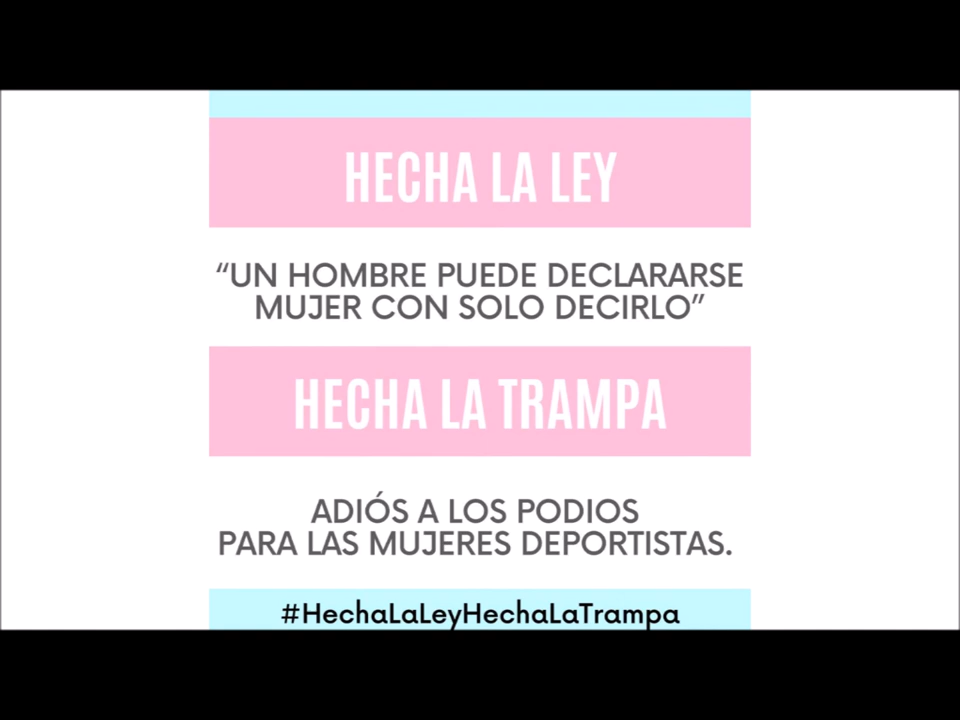 HECHA LA LEY
“UN HOMBRE PUEDE DECLARARSE
MUJER CON SOLO DECIRLO”
HECHA LA TRAMPA
ADIÓS A LOS PODIOS
PARA LAS MUJERES DEPORTISTAS.
#HechaLaLeyHechaLaTrampa